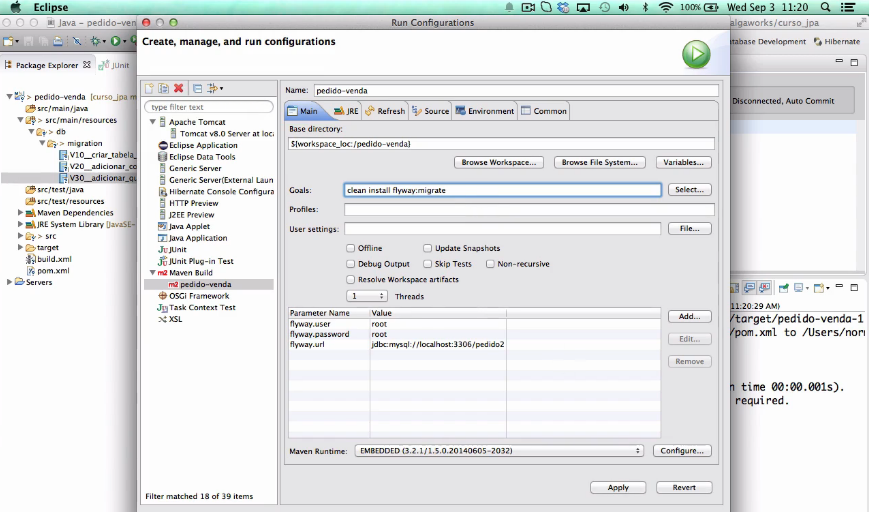 Eclipse
100%
Wed Sep 3 11:20
Java - pedido-venda
Run Configurations
algaworks/curso_jpa
Create, manage, and run configurations
Database Development
Hibernate
Package Explorer
JUnit
Name:
pedido-venda
Main
JRE
Refresh
Source
Environment
Common
type filter text
Disconnected, Auto Commit
> pedido-venda [curso_jpa m
src/main/java
> src/main/resources
> db
> migration
V10__criar_tabela_
V20__adicionar_co
V30__adicionar_qu
src/test/java
src/test/resources
Maven Dependencies
JRE System Library [JavaSE-
> src
target
build.xml
pom.xml
Servers
Apache Tomcat
Tomcat v8.0 Server at loca
Eclipse Application
Eclipse Data Tools
Generic Server
Generic Server(External Laun
Hibernate Console Configura
HTTP Preview
J2EE Preview
Java Applet
Java Application
JUnit
JUnit Plug-in Test
Maven Build
pedido-venda
OSGi Framework
Task Context Test
XSL
Filter matched 18 of 39 items
Base directory:
${workspace_loc:/pedido-venda}
Browse Workspace...
Browse File System...
Variables...
Goals:
clean install flyway:migrate
Select...
Profiles:
User settings:
File...
Offline
Update Snapshots
Debug Output
Skip Tests
Non-recursive
Resolve Workspace artifacts
1
Threads
Parameter Name
Value
flyway.user
root
flyway.password
root
flyway.url
jdbc:mysql://localhost:3306/pedido2
Add...
Edit...
Remove
Maven Runtime:
EMBEDDED (3.2.1/1.5.0.20140605-2032)
Configure...
Apply
Revert
11:20:29 AM)
/target/pedido-venda-1
/pom.xml to /Users/norm
n time 00:00.001s).
required.